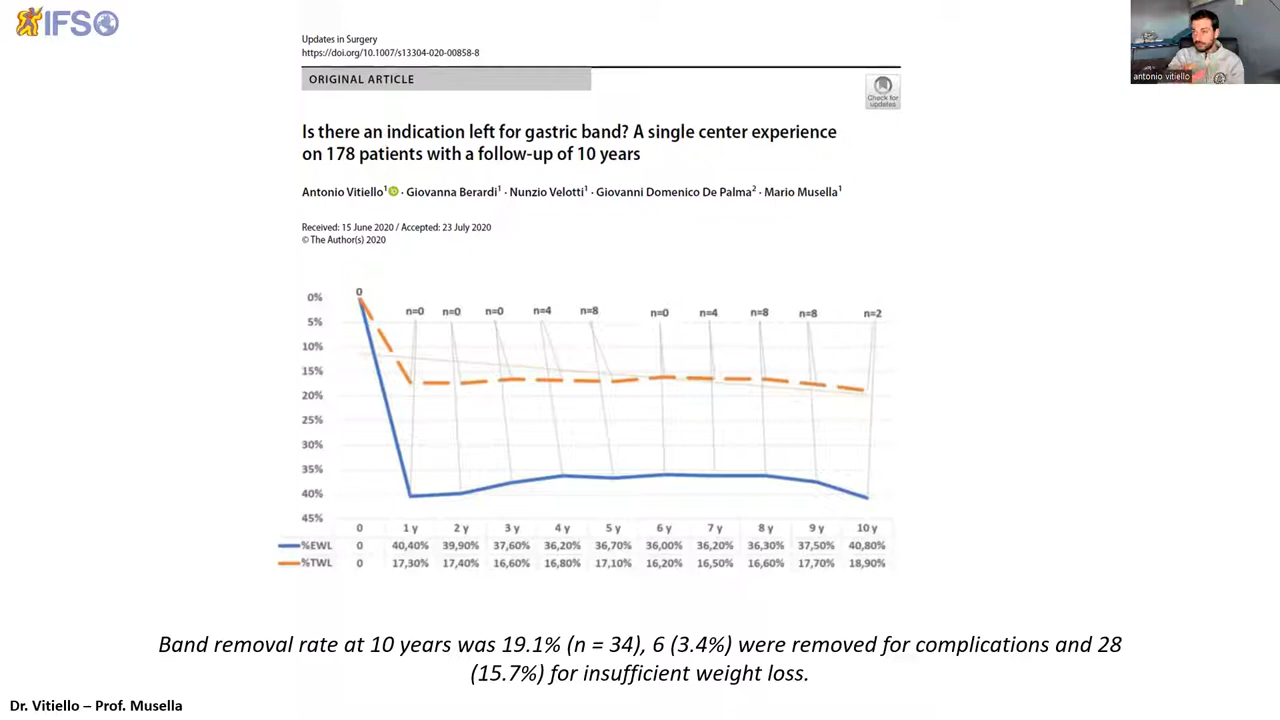 IFSO
antonio vitiello
Updates in Surgery
https://doi.org/10.1007/s13304-020-00858-8
ORIGINAL ARTICLE
Check for
updates
Is there an indication left for gastric band? A single center experience
on 178 patients with a follow-up of 10 years
Antonio Vitiello1 · Giovanna Berardi1 · Nunzio Velotti1 · Giovanni Domenico De Palma2 · Mario Musella1
Received: 15 June 2020 / Accepted: 23 July 2020
© The Author(s) 2020
0
n=0 n=0 n=0 n=4 n=8 n=0 n=4 n=8 n=8 n=2
0%
5%
10%
15%
20%
25%
30%
35%
40%
45%
0 1 y 2 y 3 y 4 y 5 y 6 y 7 y 8 y 9 y 10 y
%EWL 0 40,40% 39,90% 37,60% 36,20% 36,70% 36,00% 36,20% 36,30% 37,50% 40,80%
%TWL 0 17,30% 17,40% 16,60% 16,80% 17,10% 16,20% 16,50% 16,60% 17,70% 18,90%
Band removal rate at 10 years was 19.1% (n = 34), 6 (3.4%) were removed for complications and 28
(15.7%) for insufficient weight loss.
Dr. Vitiello – Prof. Musella